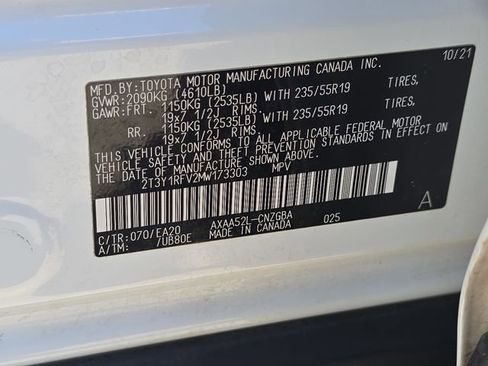 MFD.BY:TOYOTA MOTOR MANUFACTURING CANADA INC. 10/21
GVWR:2090KG (4610LB)
GAWR:FRT. 1150KG (2535LB) WITH 235/55R19 TIRES,
19x7 1/2J RIMS.
RR. 1150KG (2535LB) WITH 235/55R19 TIRES,
19x7 1/2J RIMS.
THIS VEHICLE CONFORMS TO ALL APPLICABLE FEDERAL MOTOR
VEHICLE SAFETY AND BUMPER STANDARDS IN EFFECT ON
THE DATE OF MANUFACTURE SHOWN ABOVE.
2T3Y1RFV2MW173303 MPV
C/TR:070/EA20 AXAA52L-CNZGBA 025 A
A/TM: /UB80E MADE IN CANADA